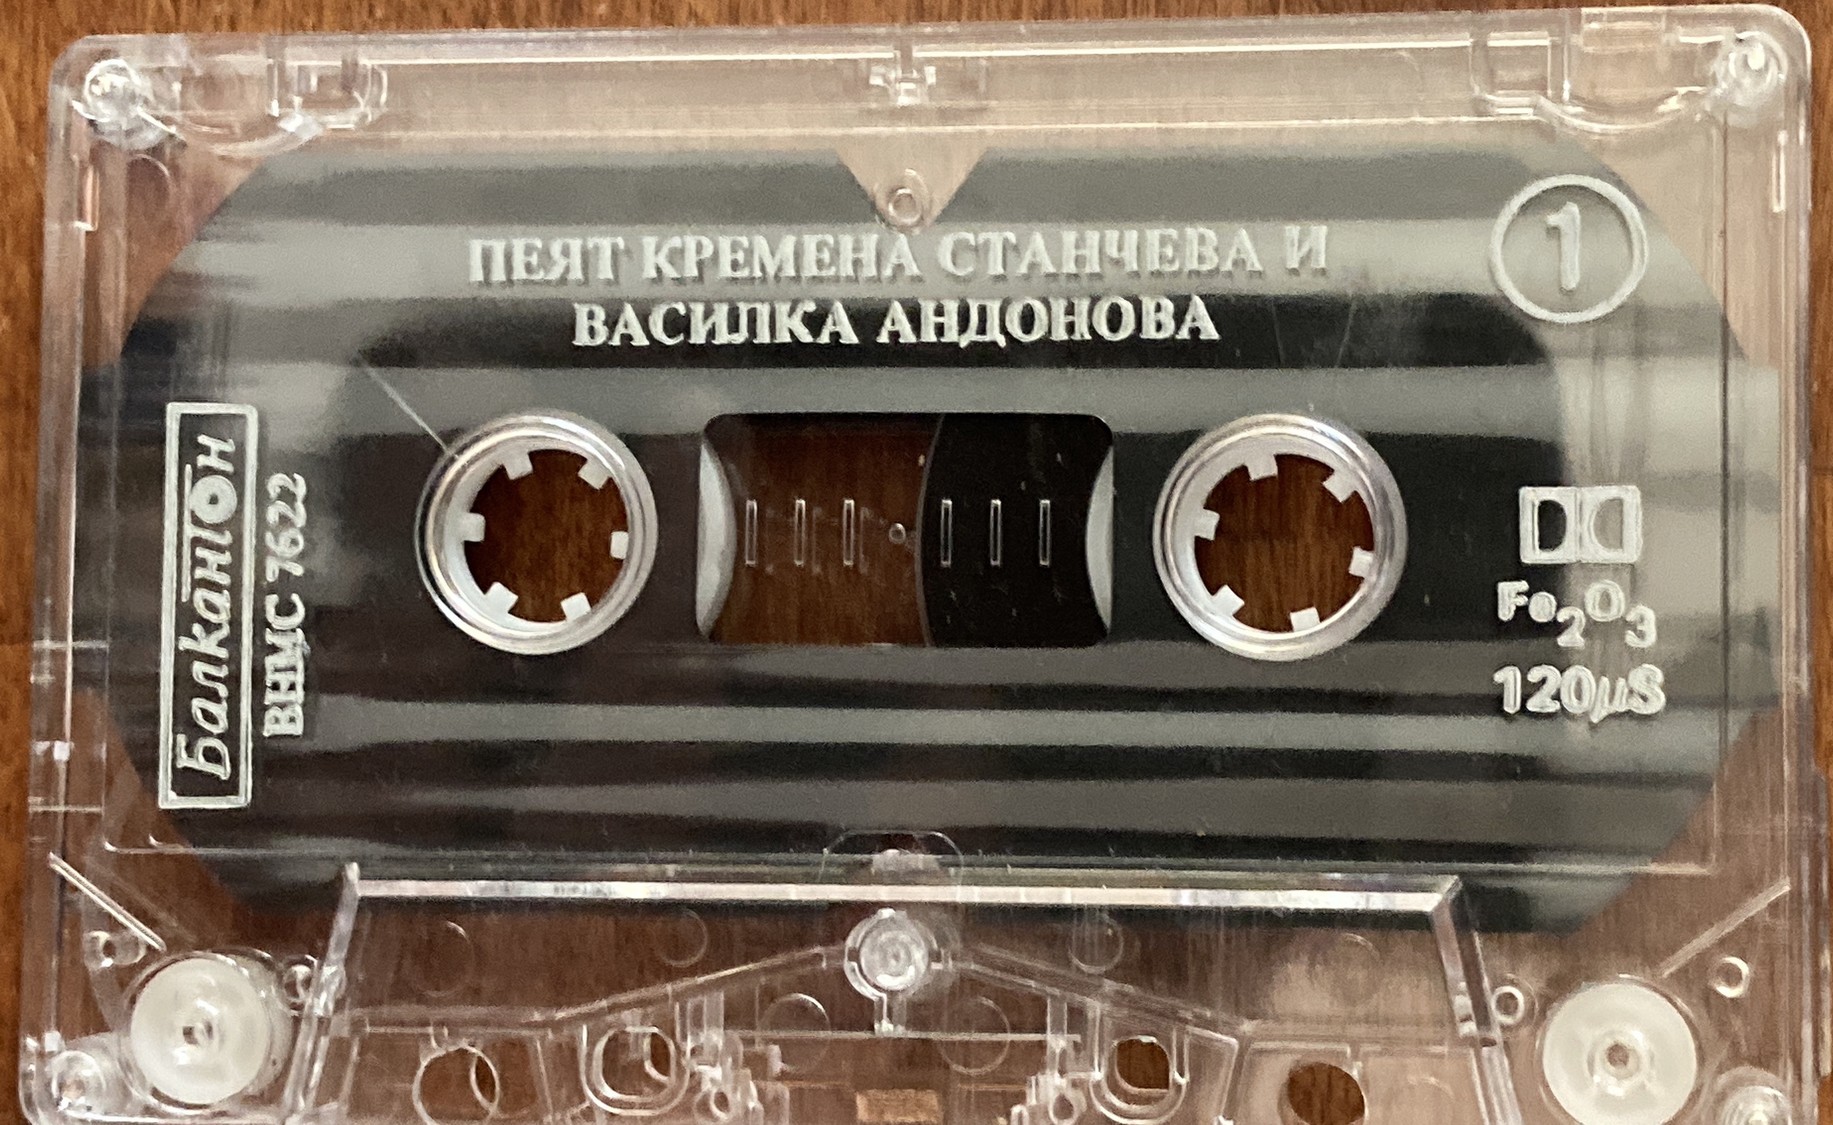 ПЕЯТ КРЕМЕНА СТАНЧЕВА И
ВАСИЛКА АНДОНОВА
1
Балкантон
ВНМС 7622
Fe2O3
120µS